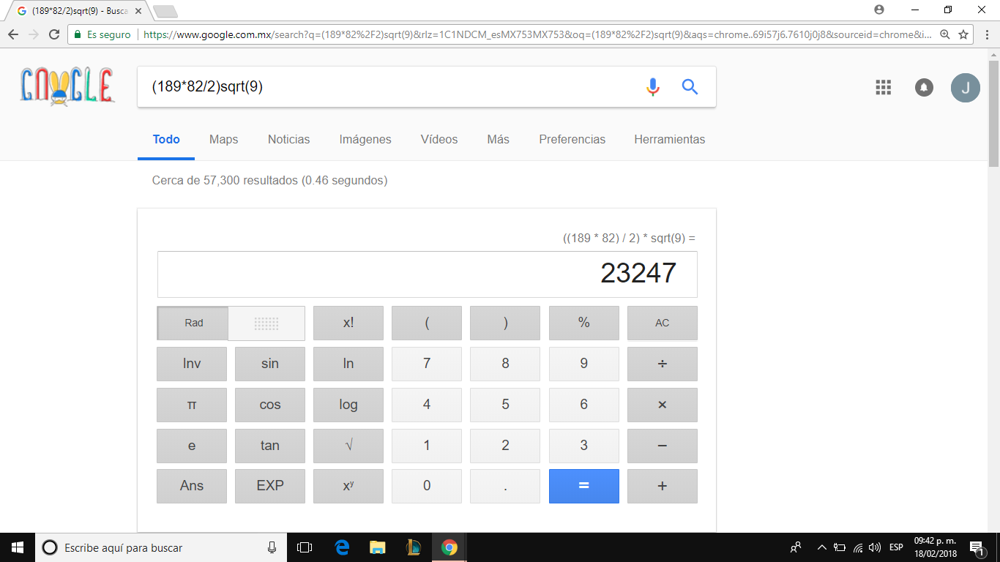 (189*82/2)sqrt(9) - Busca
Es seguro
https://www.google.com.mx/search?q=(189*82%2F2)sqrt(9)&rlz=1C1NDCM_esMX753MX753&oq=(189*82%2F2)sqrt(9)&aqs=chrome..69i57j6.7610j0j8&sourceid=chrome&i...
(189*82/2)sqrt(9)
J
Todo Maps Noticias Imágenes Vídeos Más Preferencias Herramientas
Cerca de 57,300 resultados (0.46 segundos)
((189 * 82) / 2) * sqrt(9) =
23247
Rad x! ( ) % AC
Inv sin ln 7 8 9 ÷
π cos log 4 5 6 ×
e tan √ 1 2 3 −
Ans EXP xʸ 0 . = +
Escribe aquí para buscar
ESP
09:42 p. m.
18/02/2018
1